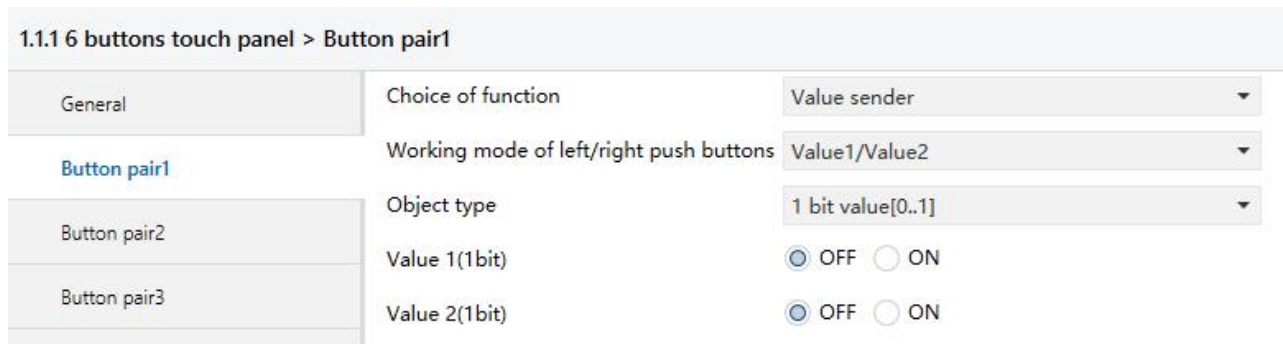 1.1.1 6 buttons touch panel > Button pair1
General
Button pair1
Button pair2
Button pair3
Choice of function Value sender
Working mode of left/right push buttons Value1/Value2
Object type 1 bit value[0..1]
Value 1(1bit) OFF ON
Value 2(1bit) OFF ON